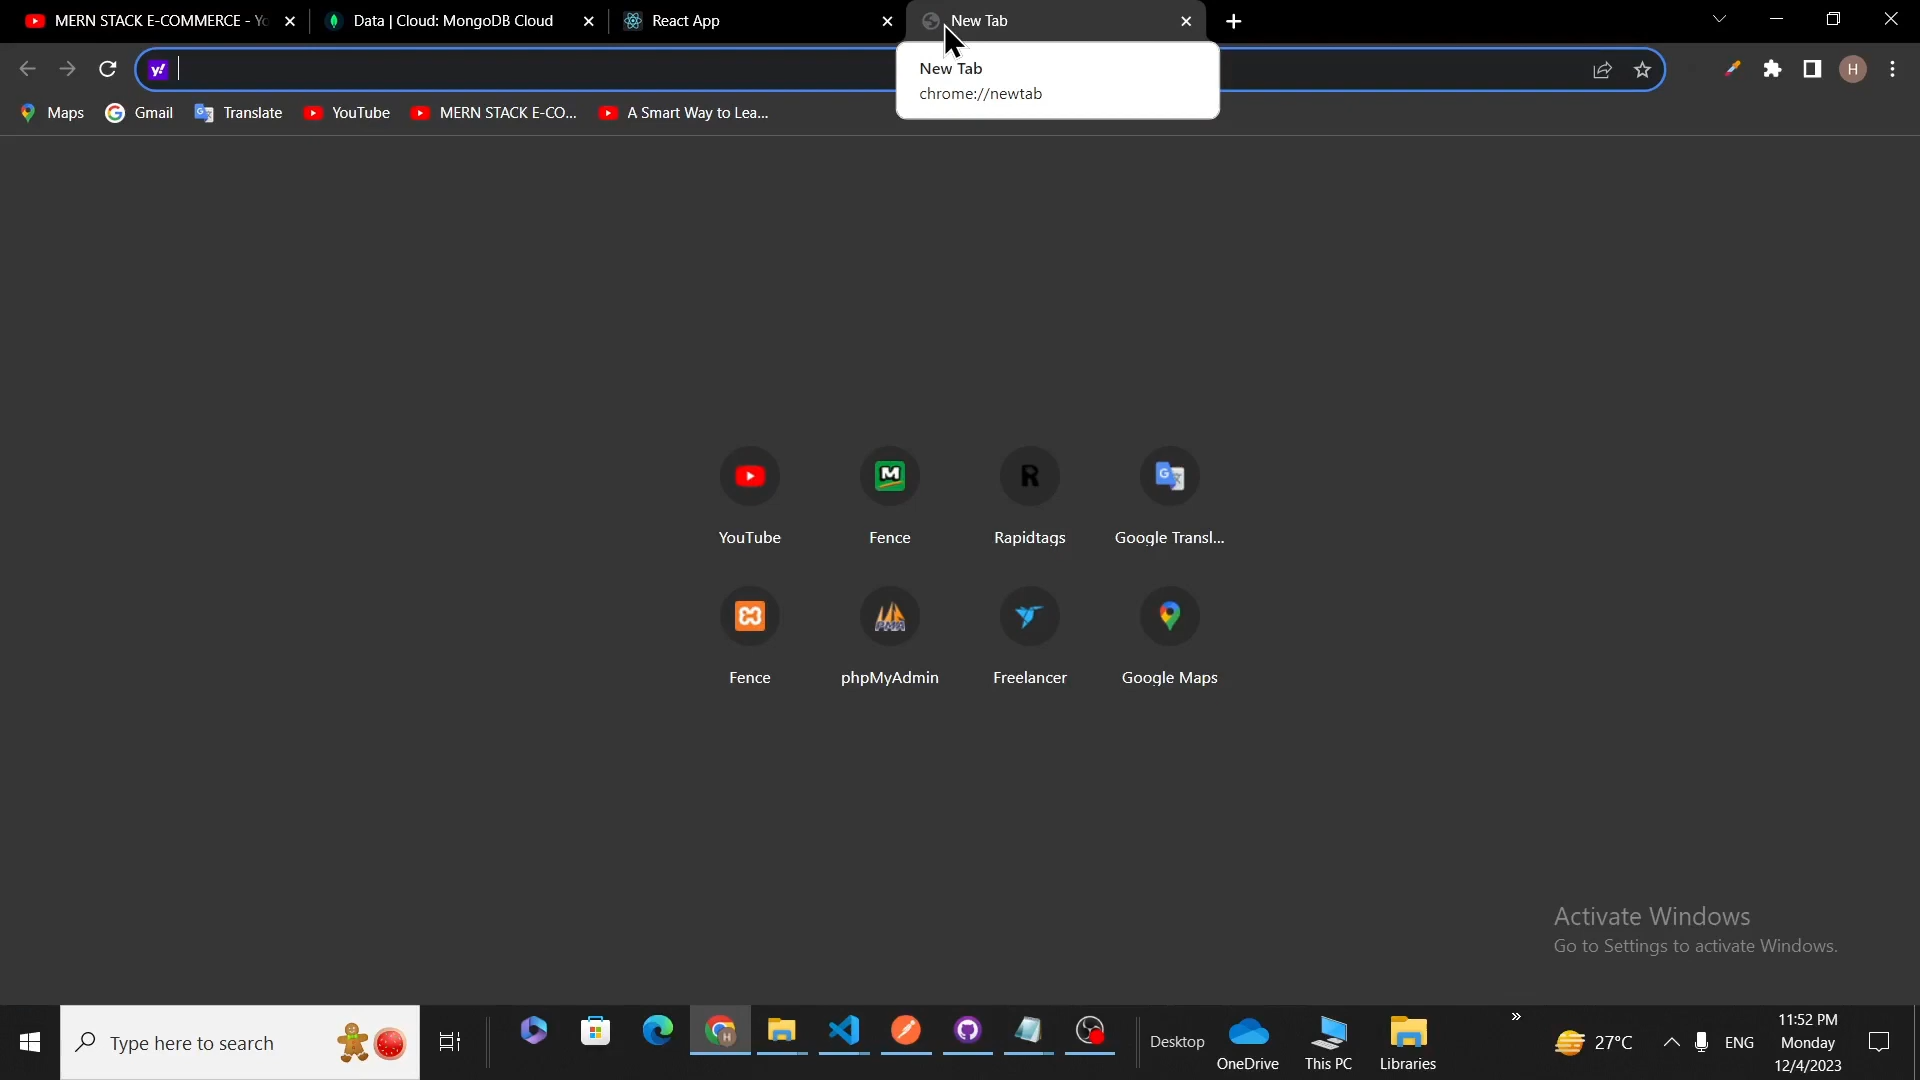 MERN STACK E-COMMERCE - Yo
Data | Cloud: MongoDB Cloud
React App
New Tab
y!
New Tab
chrome://newtab
H
Maps
Gmail
Translate
YouTube
MERN STACK E-CO...
A Smart Way to Lea...
YouTube
Fence
Rapidtags
Google Transl...
Fence
phpMyAdmin
Freelancer
Google Maps
Activate Windows
Go to Settings to activate Windows.
Type here to search
Desktop
OneDrive
This PC
Libraries
27°C
ENG
11:52 PM
Monday
12/4/2023